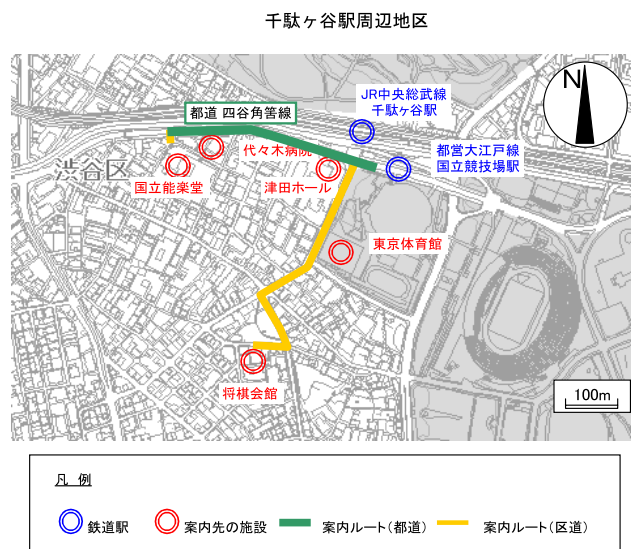 千駄ヶ谷駅周辺地区
JR中央総武線
千駄ヶ谷駅
N
都道 四谷角筈線
都営大江戸線
国立競技場駅
代々木病院
渋谷区
国立能楽堂
津田ホール
東京体育館
将棋会館
100m
凡 例
鉄道駅
案内先の施設
案内ルート(都道)
案内ルート(区道)